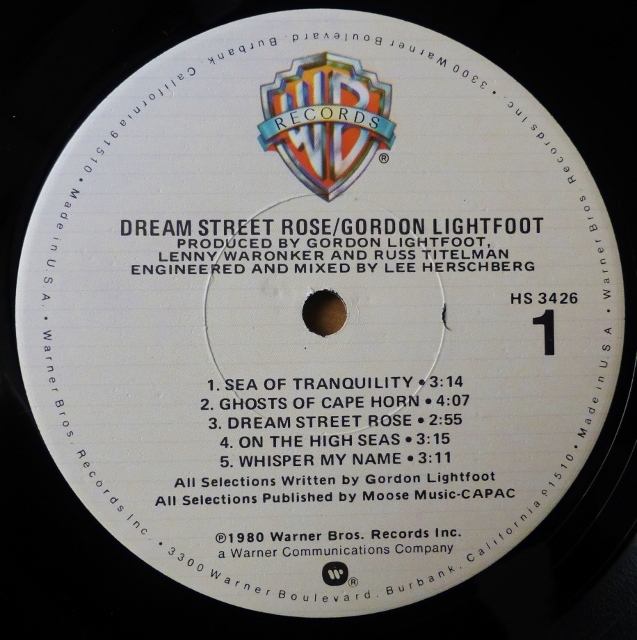 3300 Warner Boulevard, Burbank, California 91510 • Made in U.S.A. • Warner Bros. Records Inc. • 3300 Warner Boulevard, Burbank, California 91510 • Made in U.S.A. • Warner Bros. Records Inc. •
WB
RECORDS
®
DREAM STREET ROSE/GORDON LIGHTFOOT
PRODUCED BY GORDON LIGHTFOOT,
LENNY WARONKER AND RUSS TITELMAN
ENGINEERED AND MIXED BY LEE HERSCHBERG
HS 3426
1
1. SEA OF TRANQUILITY • 3:14
2. GHOSTS OF CAPE HORN • 4:07
3. DREAM STREET ROSE • 2:55
4. ON THE HIGH SEAS • 3:15
5. WHISPER MY NAME • 3:11
All Selections Written by Gordon Lightfoot
All Selections Published by Moose Music-CAPAC
℗1980 Warner Bros. Records Inc.
a Warner Communications Company
®